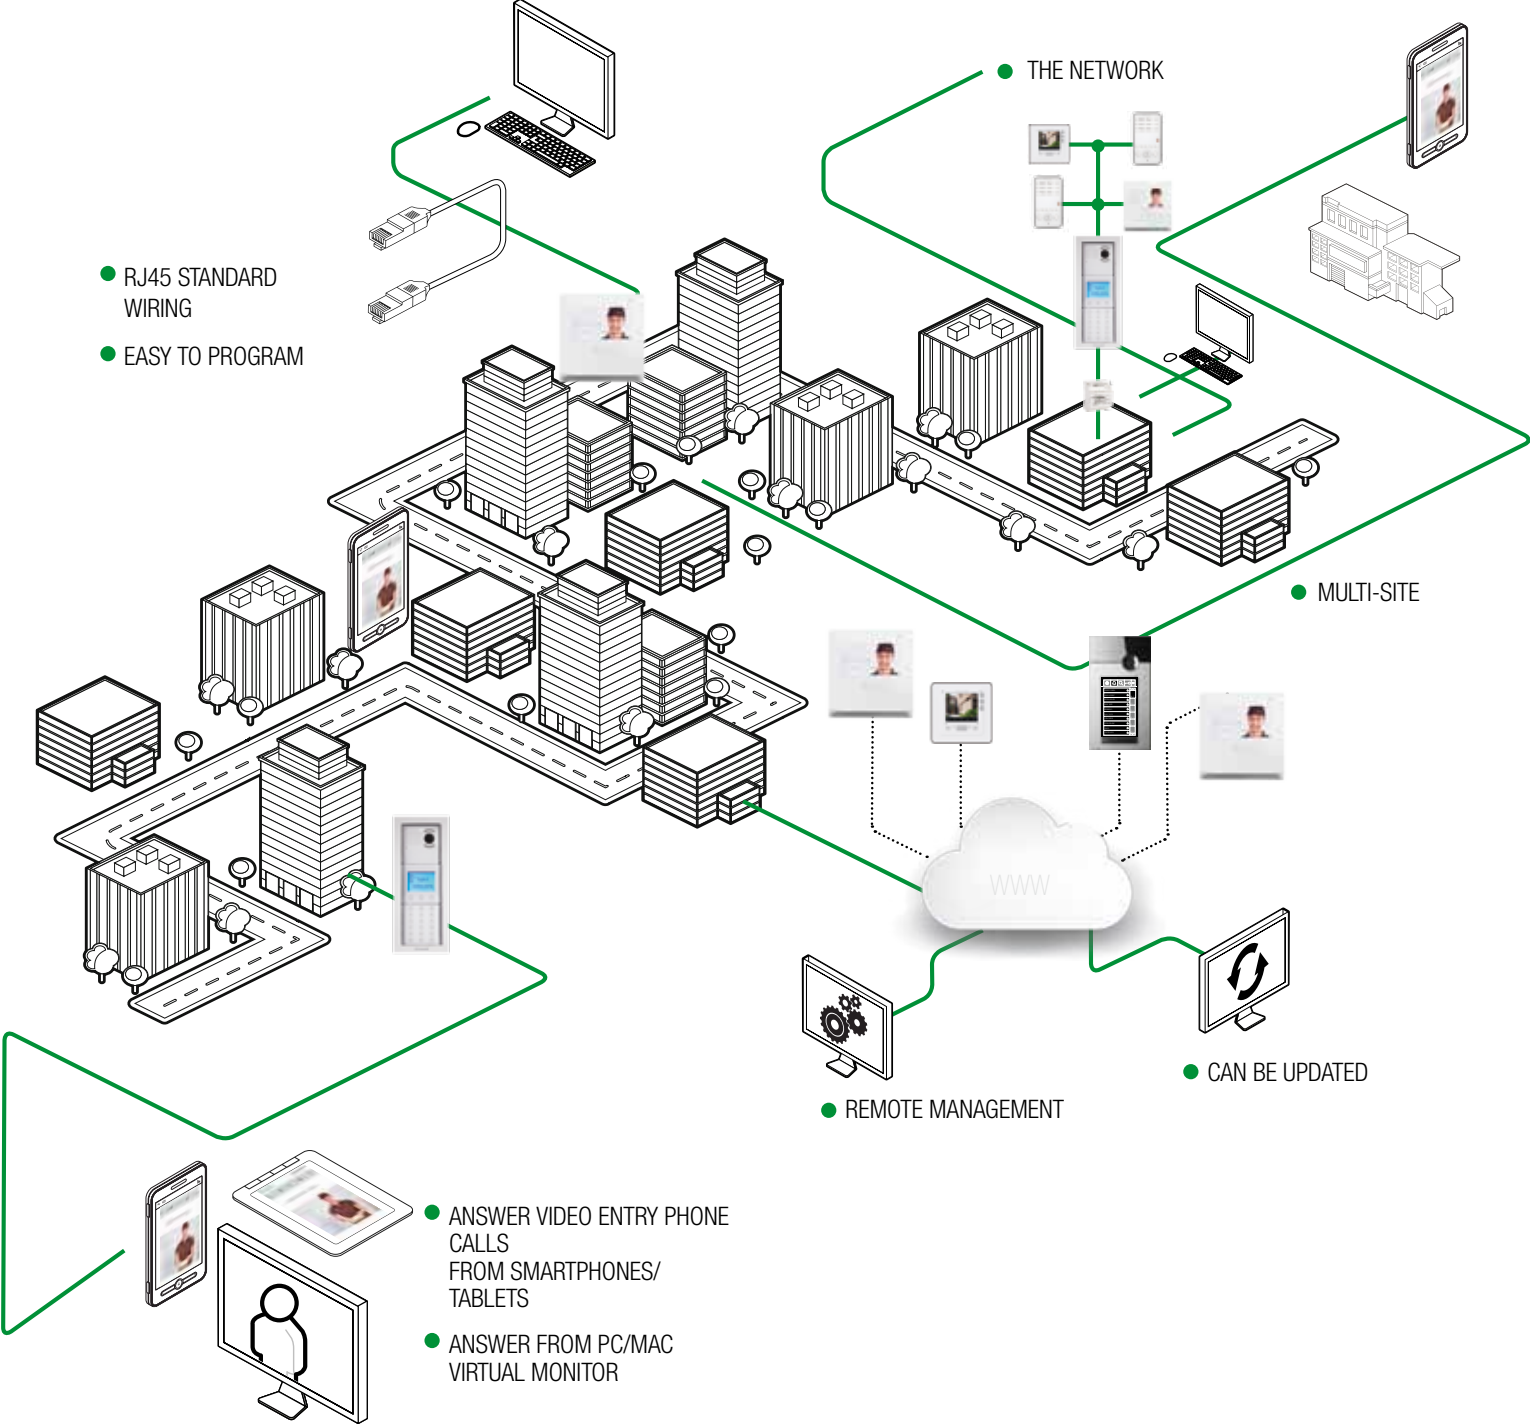 THE NETWORK
RJ45 STANDARD
WIRING
EASY TO PROGRAM
MULTI-SITE
WWW
CAN BE UPDATED
REMOTE MANAGEMENT
ANSWER VIDEO ENTRY PHONE
CALLS
FROM SMARTPHONES/
TABLETS
ANSWER FROM PC/MAC
VIRTUAL MONITOR